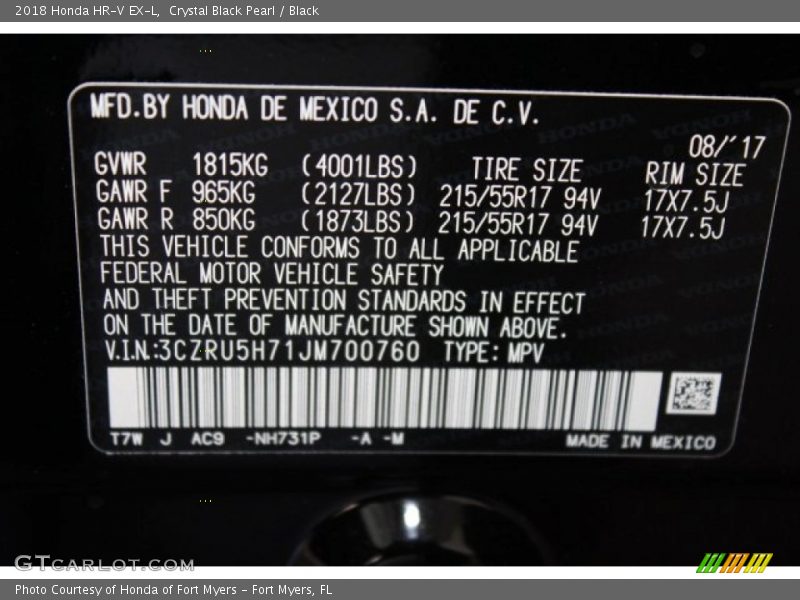 2018 Honda HR-V EX-L, Crystal Black Pearl / Black
MFD.BY HONDA DE MEXICO S.A. DE C.V.
08/'17
GVWR 1815KG (4001LBS) TIRE SIZE RIM SIZE
GAWR F 965KG (2127LBS) 215/55R17 94V 17X7.5J
GAWR R 850KG (1873LBS) 215/55R17 94V 17X7.5J
THIS VEHICLE CONFORMS TO ALL APPLICABLE
FEDERAL MOTOR VEHICLE SAFETY
AND THEFT PREVENTION STANDARDS IN EFFECT
ON THE DATE OF MANUFACTURE SHOWN ABOVE.
V.I.N.:3CZRU5H71JM700760 TYPE: MPV
T7W J AC9 -NH731P -A -M MADE IN MEXICO
GTCARLOT.COM
Photo Courtesy of Honda of Fort Myers - Fort Myers, FL